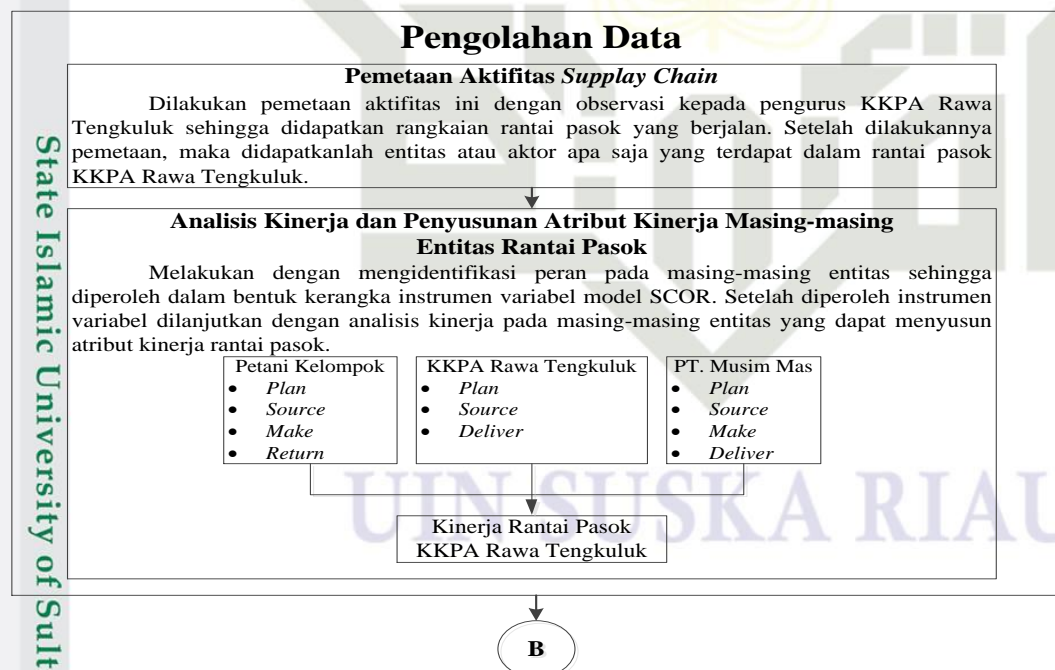 Pengolahan Data
Pemetaan Aktifitas Supplay Chain
Dilakukan pemetaan aktifitas ini dengan observasi kepada pengurus KKPA Rawa
Tengkuluk sehingga didapatkan rangkaian rantai pasok yang berjalan. Setelah dilakukannya
pemetaan, maka didapatkanlah entitas atau aktor apa saja yang terdapat dalam rantai pasok
KKPA Rawa Tengkuluk.
Analisis Kinerja dan Penyusunan Atribut Kinerja Masing-masing
Entitas Rantai Pasok
Melakukan dengan mengidentifikasi peran pada masing-masing entitas sehingga
diperoleh dalam bentuk kerangka instrumen variabel model SCOR. Setelah diperoleh instrumen
variabel dilanjutkan dengan analisis kinerja pada masing-masing entitas yang dapat menyusun
atribut kinerja rantai pasok.
Petani Kelompok
• Plan
• Source
• Make
• Return
KKPA Rawa Tengkuluk
• Plan
• Source
• Deliver
PT. Musim Mas
• Plan
• Source
• Make
• Deliver
Kinerja Rantai Pasok
KKPA Rawa Tengkuluk
B
UIN SUSKA RIAU
State Islamic University of Sult